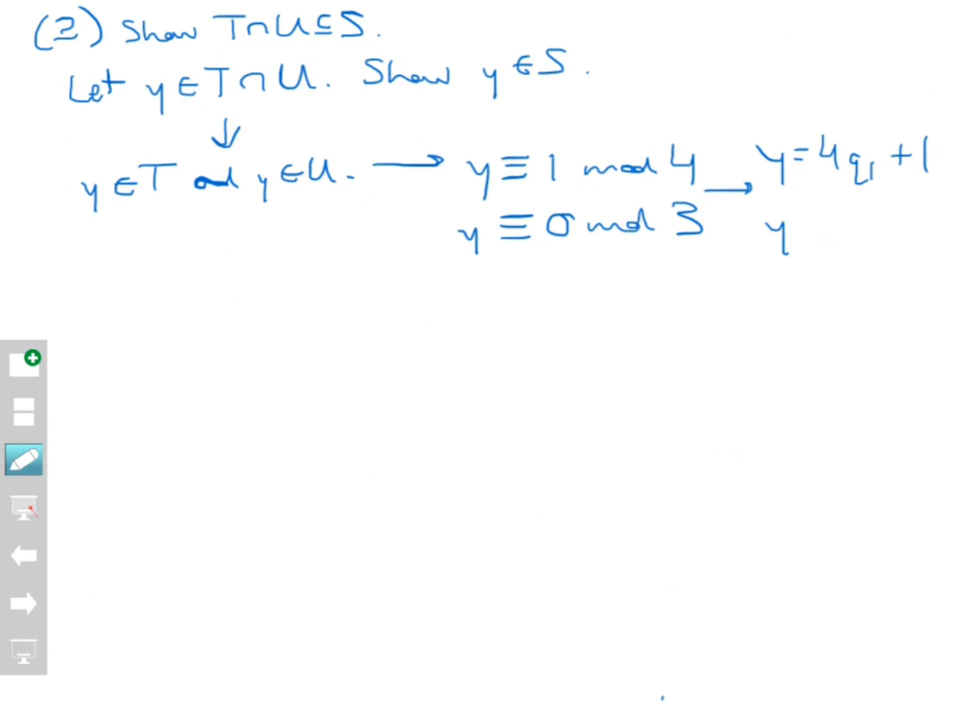 (2) Show T∩U⊆S.
Let y∈T∩U. Show y∈S.
↓
y∈T and y∈U. → y≡1 mod 4 → y=4q₁+1
y≡0 mod 3 y